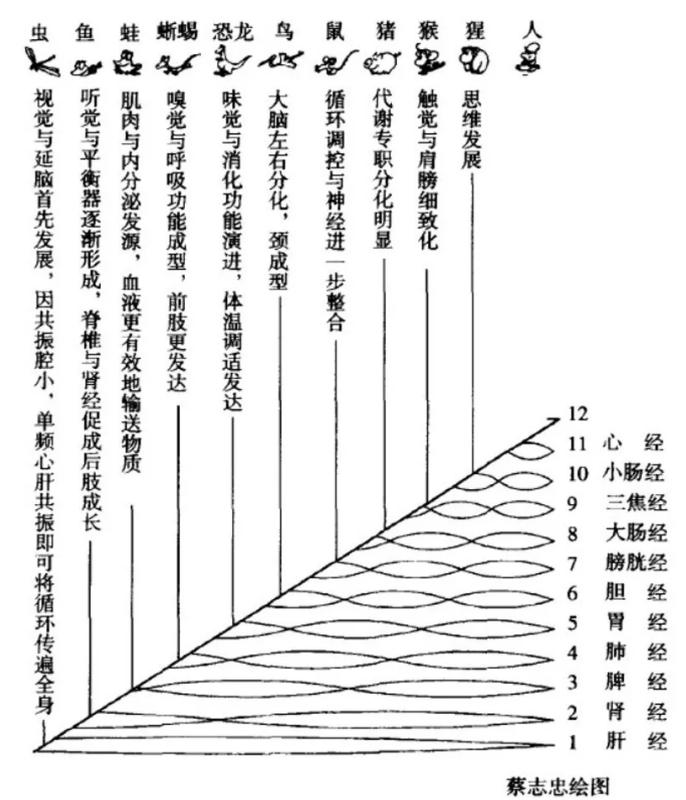 虫 鱼 蛙 蜥蜴 恐龙 鸟 鼠 猪 猴 猩 人
视觉与延脑首先发展，因共振腔小，单频心肝共振即可将循环传遍全身
听觉与平衡器逐渐形成，脊椎与肾经促成后肢成长
肌肉与内分泌发源，血液更有效地输送物质
嗅觉与呼吸功能成型，前肢更发达
味觉与消化功能演进，体温调适发达
大脑左右分化，颈成型
循环调控与神经进一步整合
代谢专职分化明显
触觉与肩膀细致化
思维发展
12
11 心经
10 小肠经
9 三焦经
8 大肠经
7 膀胱经
6 胆经
5 胃经
4 肺经
3 脾经
2 肾经
1 肝经
蔡志忠绘图